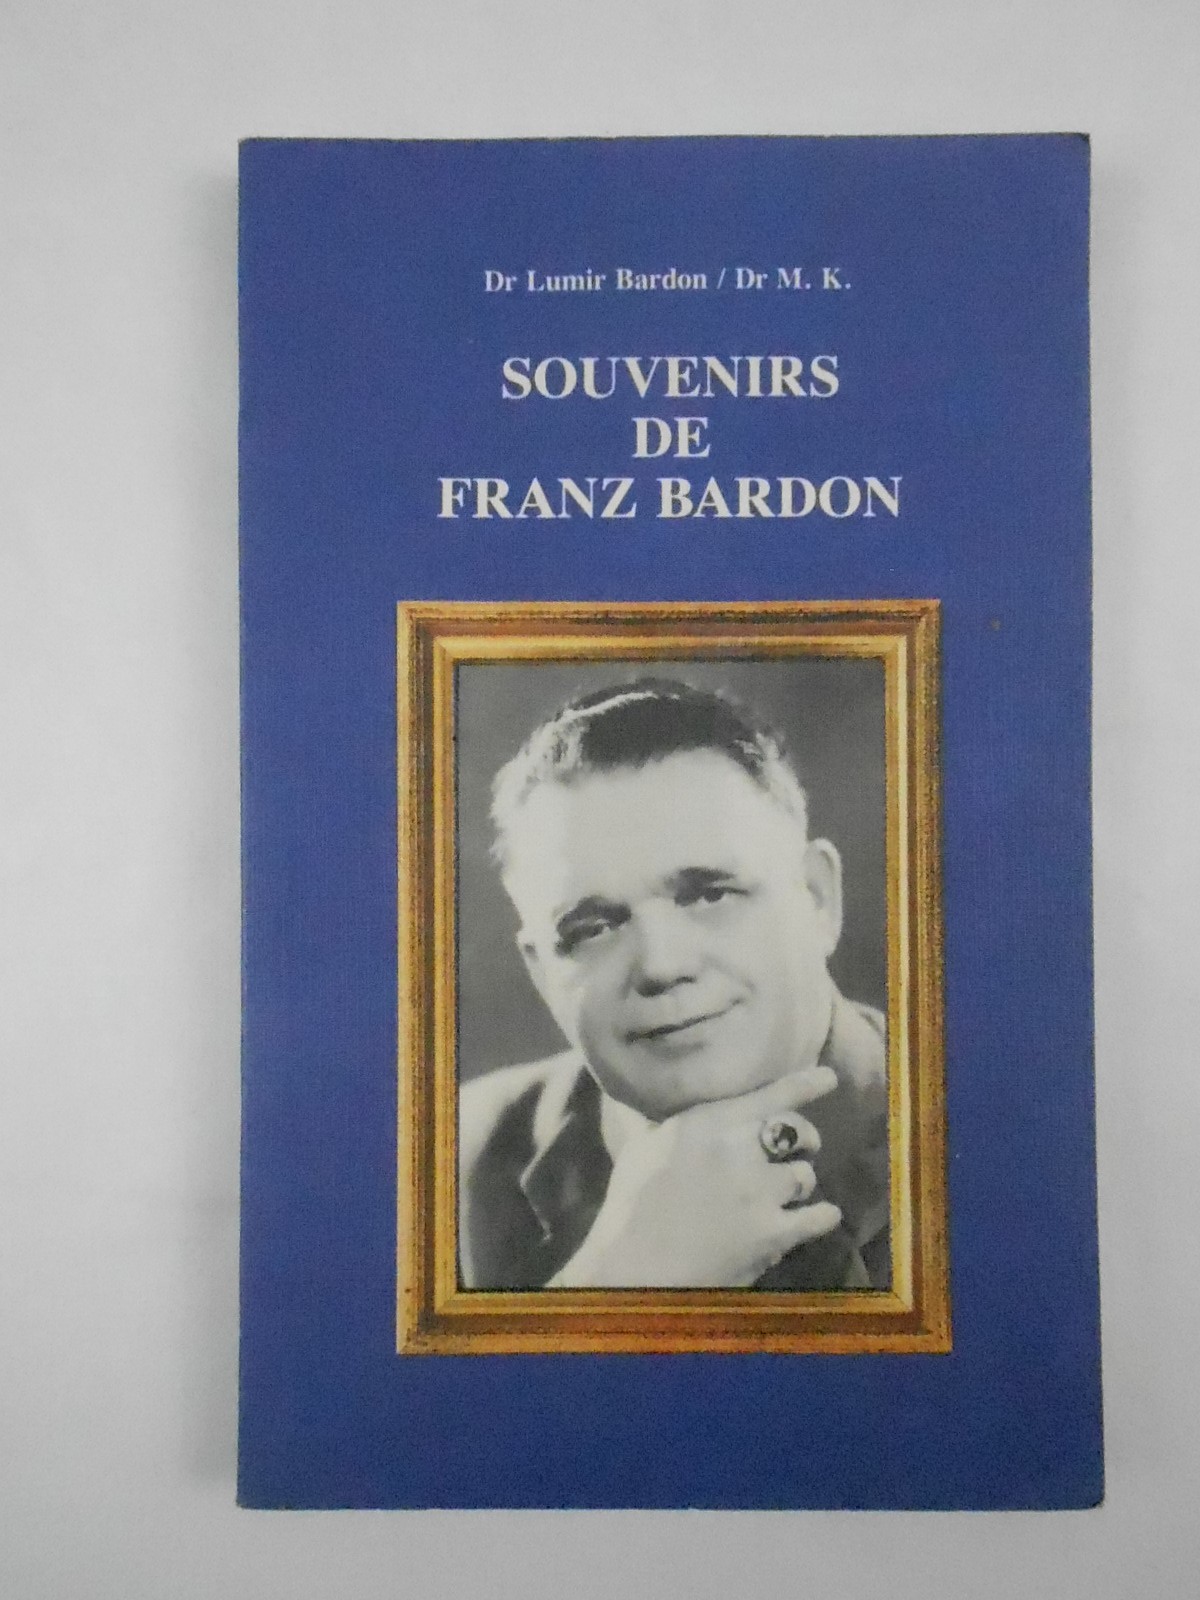 Dr Lumir Bardon / Dr M. K.
SOUVENIRS
DE
FRANZ BARDON